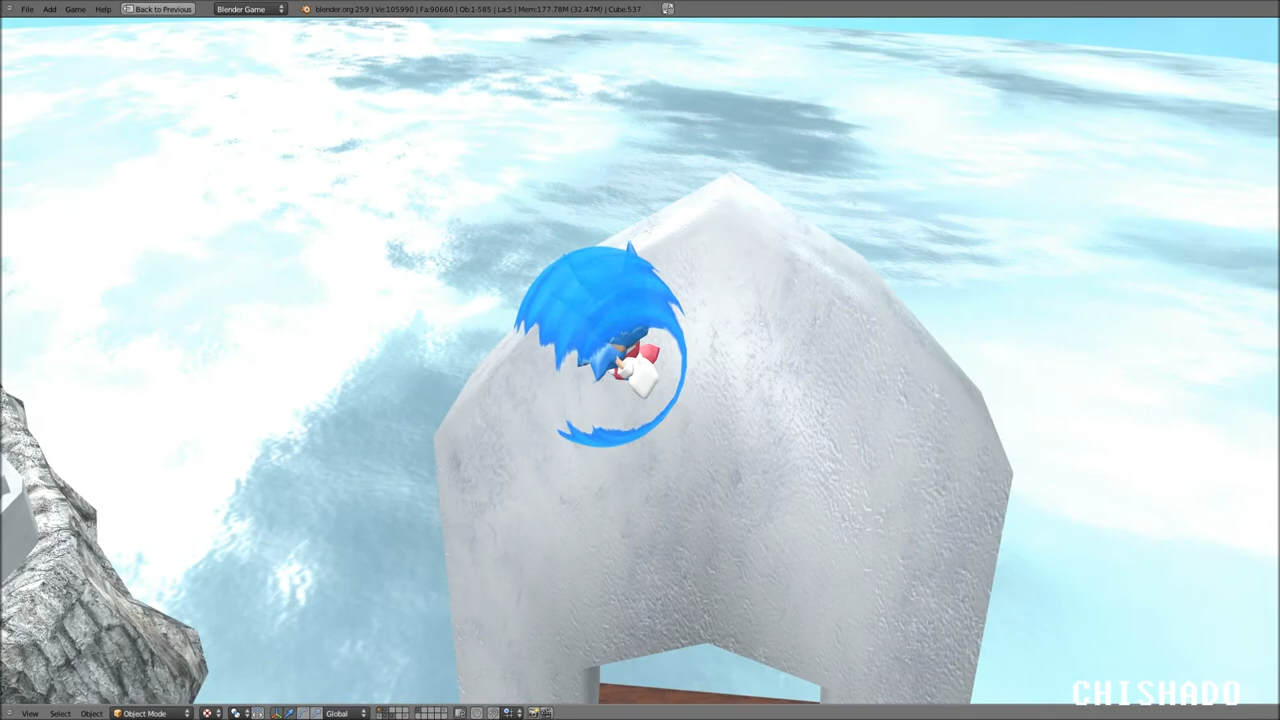 File Add Game Help Back to Previous Blender Game blender.org 259 | Ve:105990 | Fa:90660 | Ob:1-585 | La:5 | Mem:177.78M (32.47M) | Cube.537
CHISHADO
View Select Object Object Mode Global